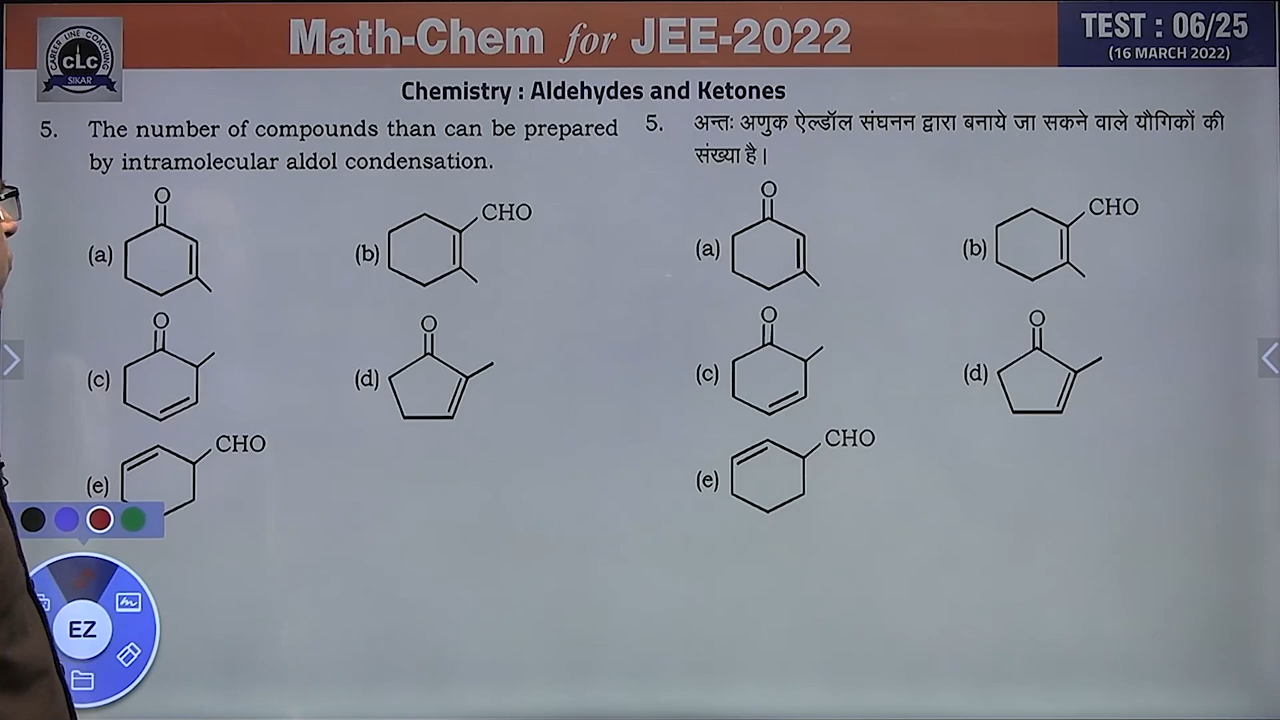 CAREER LINE COACHING
CLC
SIKAR
Math-Chem for JEE-2022
TEST : 06/25
(16 MARCH 2022)
Chemistry : Aldehydes and Ketones
5. The number of compounds than can be prepared
by intramolecular aldol condensation.
(a) O
(b) CHO
(c) O
(d) O
(e) CHO
5. अन्तः अणुक ऐल्डॉल संघनन द्वारा बनाये जा सकने वाले यौगिकों की
संख्या है।
(a) O
(b) CHO
(c) O
(d) O
(e) CHO
EZ